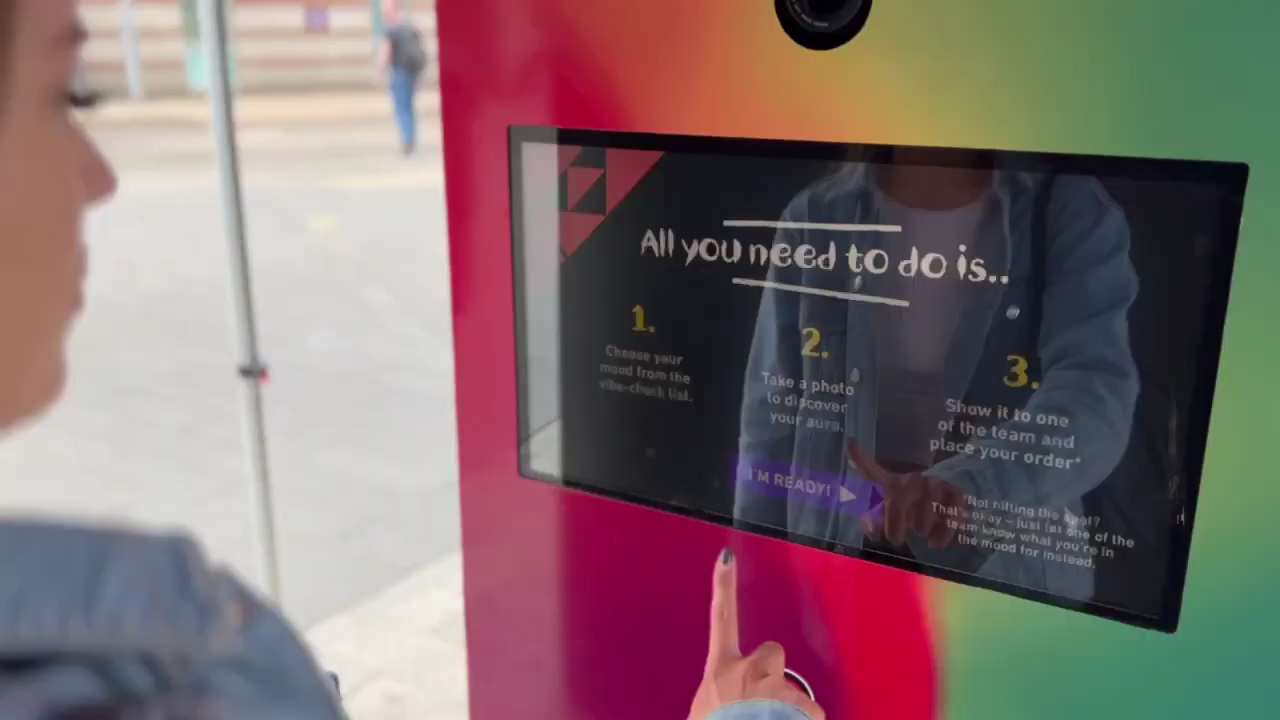 All you need to do is..
1.
Choose your
mood from the
vibe-check list.
2.
Take a photo
to discover
your aura.
3.
Show it to one
of the team and
place your order*
I'M READY!
*Not hitting the spot?
That's okay – just let one of the
team know what you're in
the mood for instead.